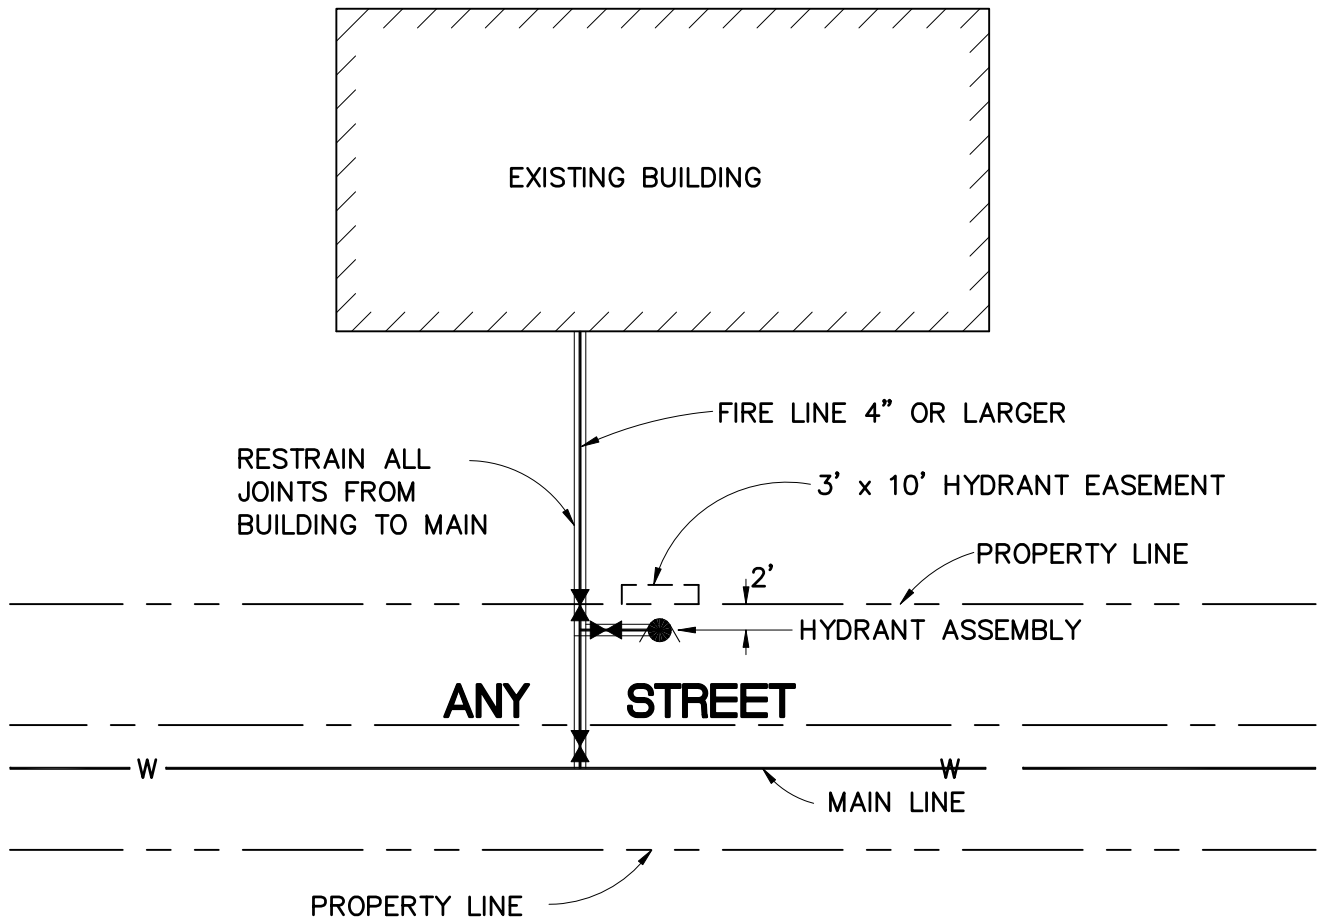 EXISTING BUILDING
FIRE LINE 4" OR LARGER
RESTRAIN ALL
JOINTS FROM
BUILDING TO MAIN
3' x 10' HYDRANT EASEMENT
PROPERTY LINE
2'
HYDRANT ASSEMBLY
ANY STREET
W W
MAIN LINE
PROPERTY LINE